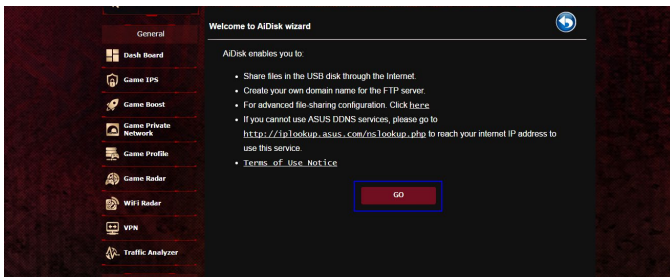 General
Dash Board
Game IPS
Game Boost
Game Private
Network
Game Profile
Game Radar
WiFi Radar
VPN
Traffic Analyzer
Welcome to AiDisk wizard
AiDisk enables you to:
Share files in the USB disk through the Internet.
Create your own domain name for the FTP server.
For advanced file-sharing configuration. Click here
If you cannot use ASUS DDNS services, please go to
http://iplookup.asus.com/nslookup.php to reach your internet IP address to
use this service.
Terms of Use Notice
GO